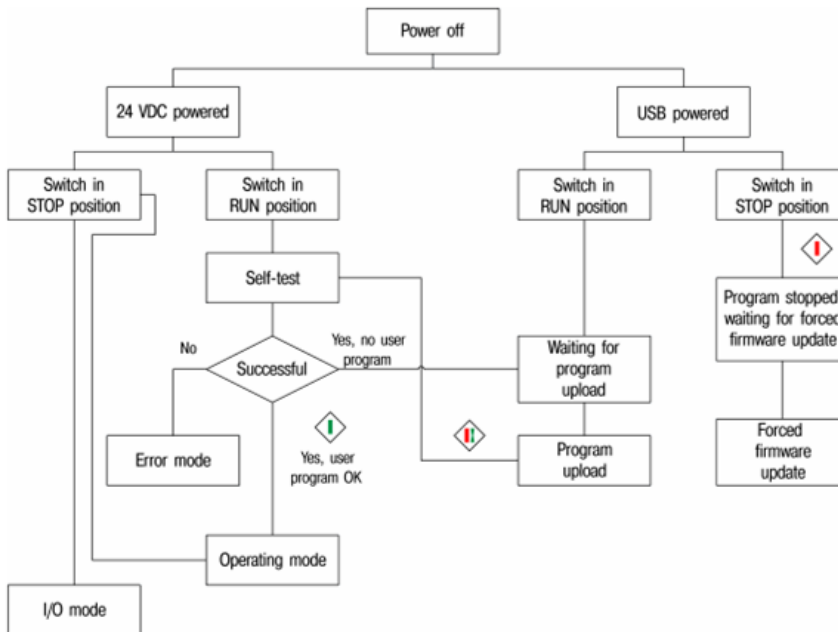 Power off
24 VDC powered
USB powered
Switch in
STOP position
Switch in
RUN position
Switch in
RUN position
Switch in
STOP position
Self-test
Program stopped,
waiting for forced
firmware update
No
Successful
Yes, no user
program
Waiting for
program
upload
Error mode
Yes, user
program OK
Program
upload
Forced
firmware
update
Operating mode
I/O mode